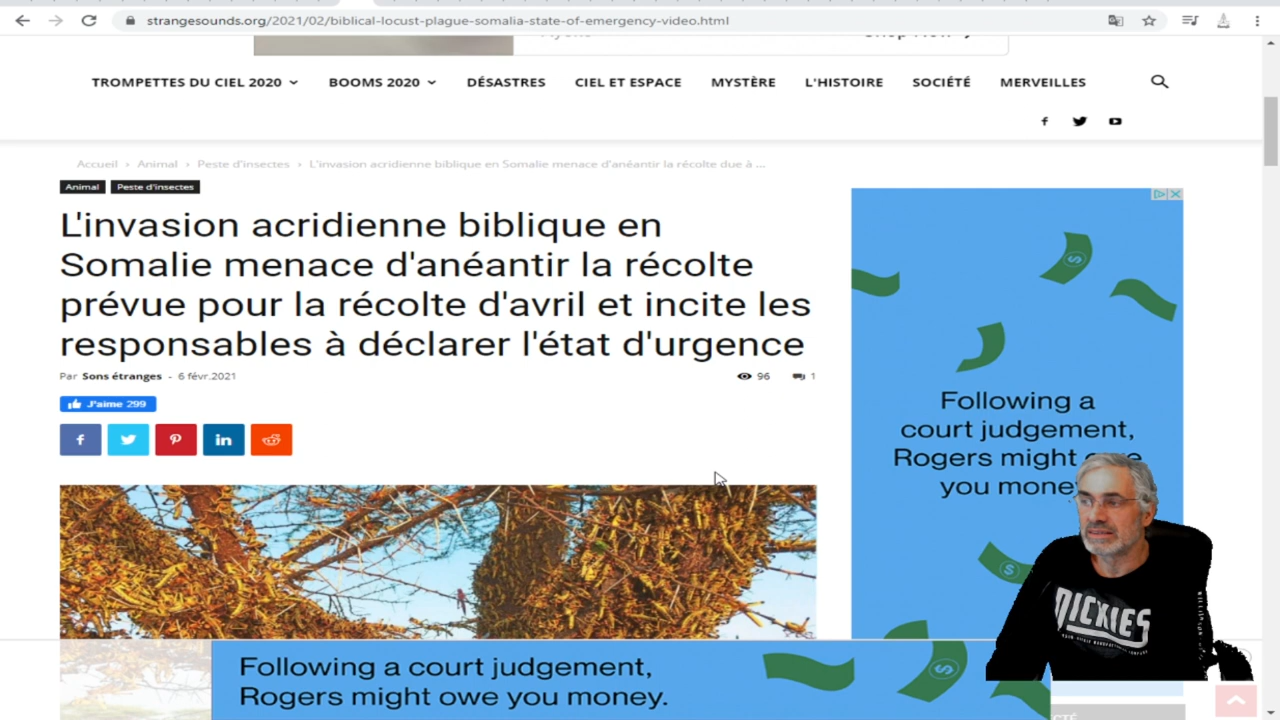 strangesounds.org/2021/02/biblical-locust-plague-somalia-state-of-emergency-video.html
TROMPETTES DU CIEL 2020 BOOMS 2020 DÉSASTRES CIEL ET ESPACE MYSTÈRE L'HISTOIRE SOCIÉTÉ MERVEILLES
Accueil › Animal › Peste d'insectes › L'invasion acridienne biblique en Somalie menace d'anéantir la récolte due à ...
Animal Peste d'insectes
L'invasion acridienne biblique en
Somalie menace d'anéantir la récolte
prévue pour la récolte d'avril et incite les
responsables à déclarer l'état d'urgence
Par Sons étranges - 6 févr.2021 96 1
J'aime 299
Following a
court judgement,
Rogers might owe
you money
DICKIES
Following a court judgement,
Rogers might owe you money.